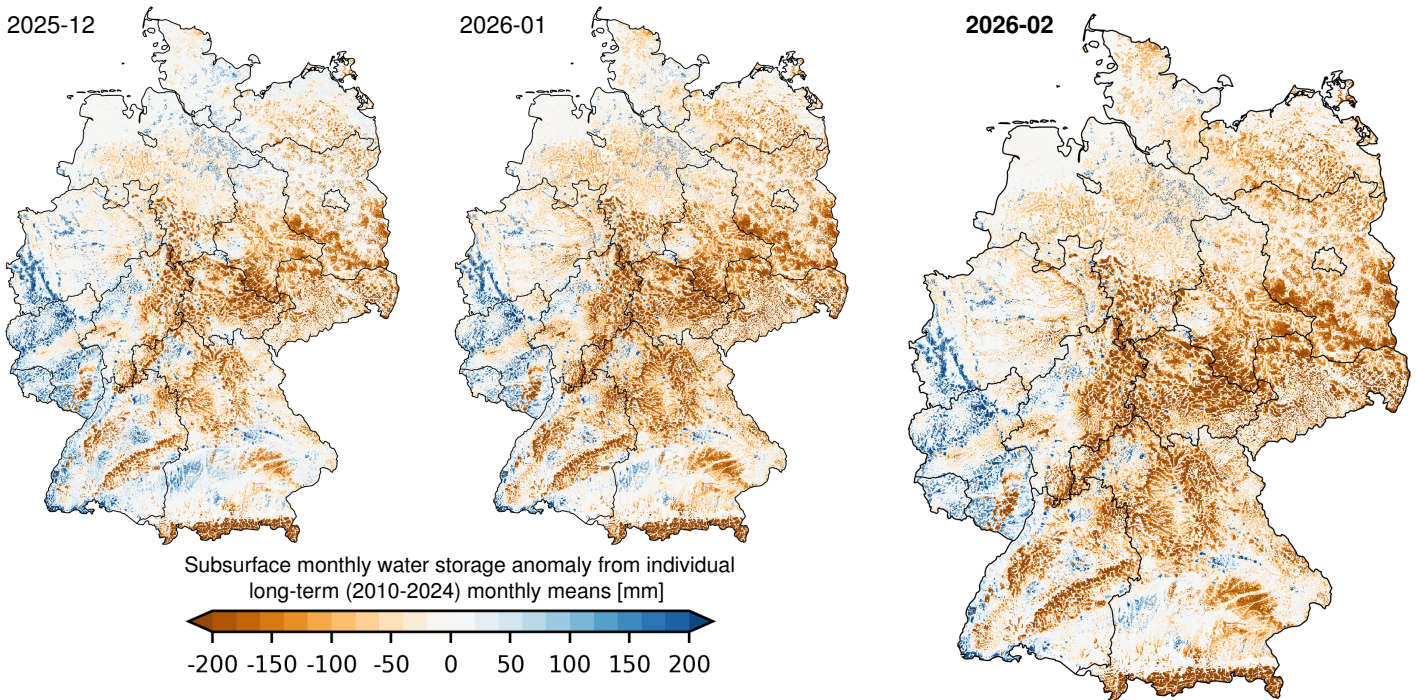 2025-12
2026-01
2026-02
Subsurface monthly water storage anomaly from individual
long-term (2010-2024) monthly means [mm]
-200 -150 -100 -50 0 50 100 150 200